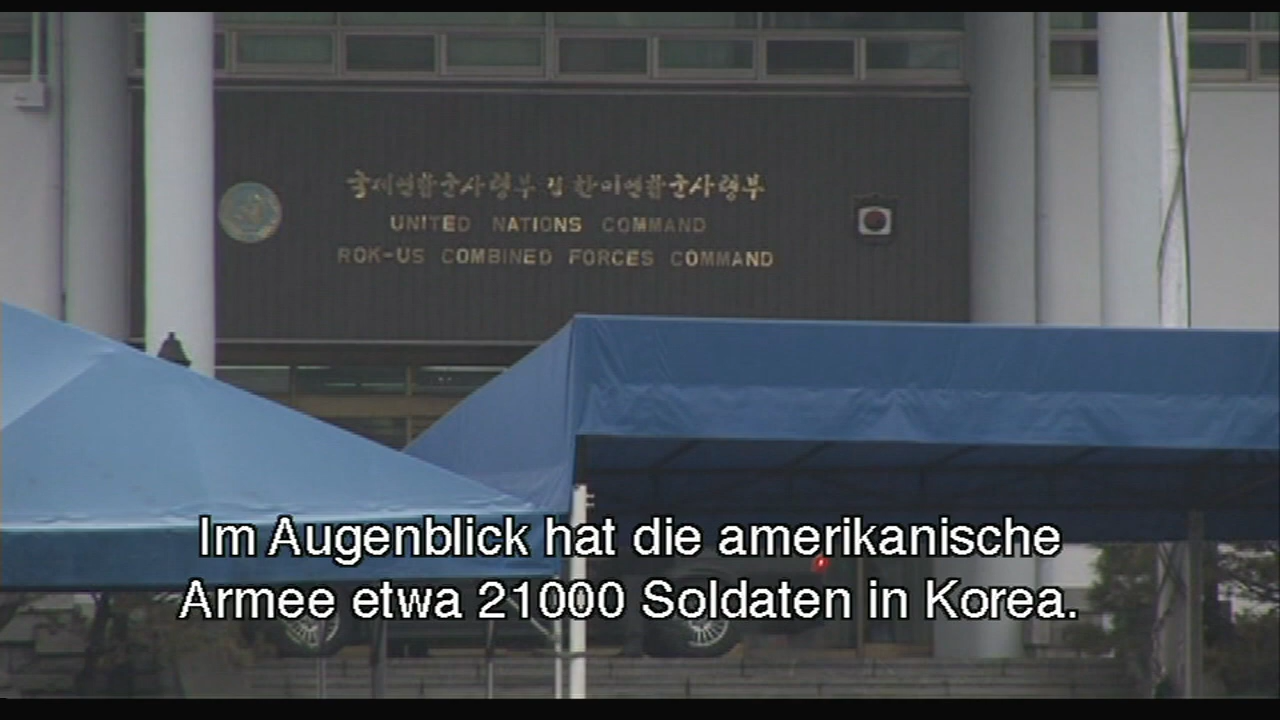 국제연합군사령부 및 한미연합군사령부
UNITED NATIONS COMMAND
ROK-US COMBINED FORCES COMMAND
Im Augenblick hat die amerikanische
Armee etwa 21000 Soldaten in Korea.